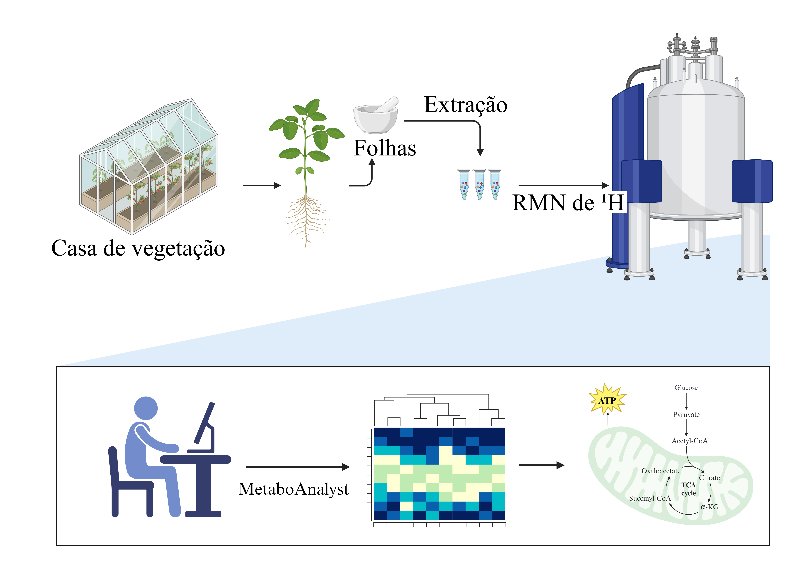 Extração
Folhas
RMN de ¹H
Casa de vegetação
Glucose
ATP
Pyruvate
Acetyl-CoA
Oxaloacetate
Citrate
TCA
cycle
Succinyl-CoA
α-KG
MetaboAnalyst